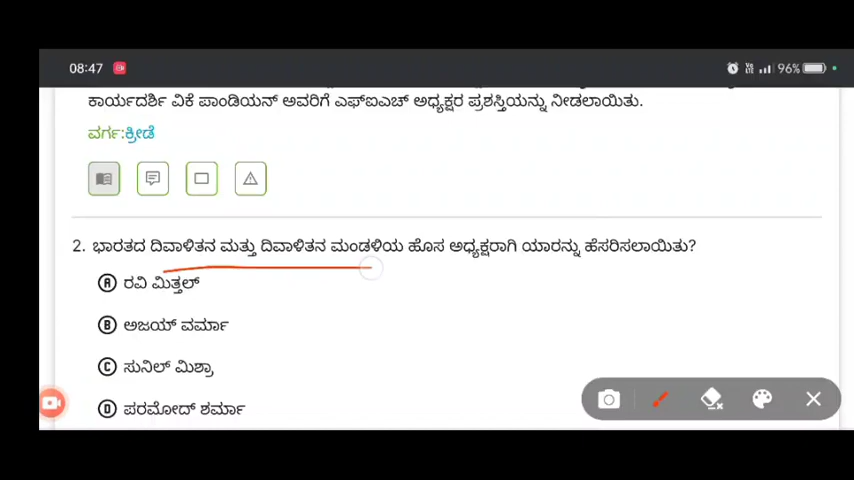 08:47
96%
ಕಾರ್ಯದರ್ಶಿ ವಿಕೆ ಪಾಂಡಿಯನ್ ಅವರಿಗೆ ಎಫ್ಐಎಚ್ ಅಧ್ಯಕ್ಷರ ಪ್ರಶಸ್ತಿಯನ್ನು ನೀಡಲಾಯಿತು.
ವರ್ಗ:ಕ್ರೀಡೆ
2. ಭಾರತದ ದಿವಾಳಿತನ ಮತ್ತು ದಿವಾಳಿತನ ಮಂಡಳಿಯ ಹೊಸ ಅಧ್ಯಕ್ಷರಾಗಿ ಯಾರನ್ನು ಹೆಸರಿಸಲಾಯಿತು?
A ರವಿ ಮಿತ್ತಲ್
B ಅಜಯ್ ವರ್ಮಾ
C ಸುನಿಲ್ ಮಿಶ್ರಾ
D ಪರಮೋದ್ ಶರ್ಮಾ